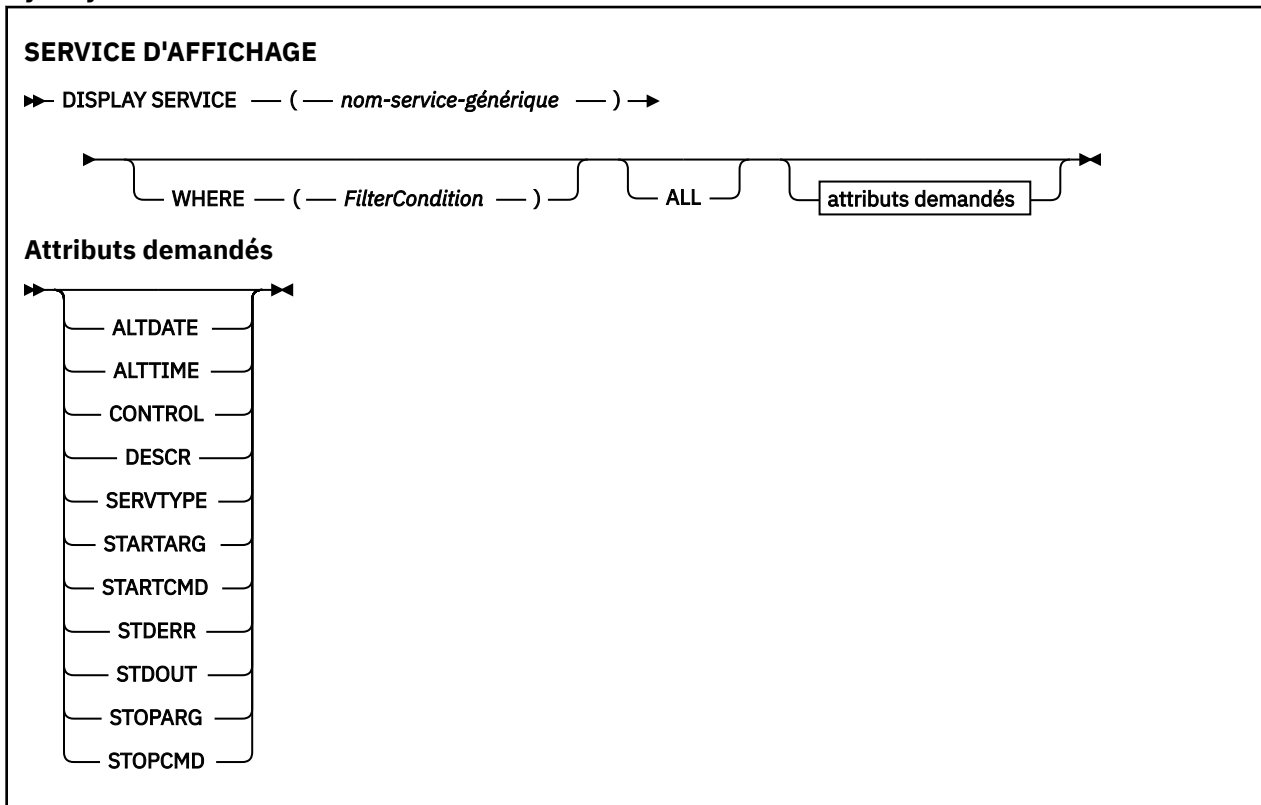 SERVICE D'AFFICHAGE
DISPLAY SERVICE ( nom-service-générique )
WHERE ( FilterCondition ) ALL attributs demandés
Attributs demandés
ALTDATE
ALTTIME
CONTROL
DESCR
SERVTYPE
STARTARG
STARTCMD
STDERR
STDOUT
STOPARG
STOPCMD